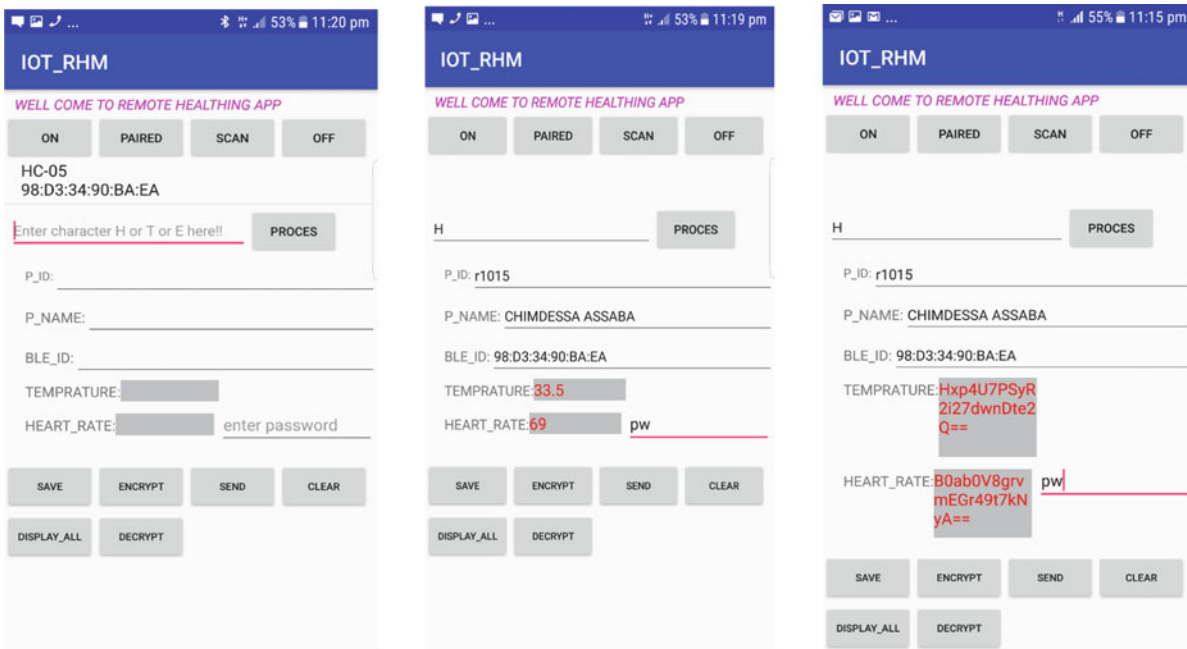 ... 53% 11:20 pm
IOT_RHM
WELL COME TO REMOTE HEALTHING APP
ON PAIRED SCAN OFF
HC-05
98:D3:34:90:BA:EA
Enter character H or T or E here!! PROCES
P_ID:
P_NAME:
BLE_ID:
TEMPRATURE:
HEART_RATE: enter password
SAVE ENCRYPT SEND CLEAR
DISPLAY_ALL DECRYPT
... 53% 11:19 pm
IOT_RHM
WELL COME TO REMOTE HEALTHING APP
ON PAIRED SCAN OFF
H PROCES
P_ID: r1015
P_NAME: CHIMDESSA ASSABA
BLE_ID: 98:D3:34:90:BA:EA
TEMPRATURE:33.5
HEART_RATE:69 pw
SAVE ENCRYPT SEND CLEAR
DISPLAY_ALL DECRYPT
... 55% 11:15 pm
IOT_RHM
WELL COME TO REMOTE HEALTHING APP
ON PAIRED SCAN OFF
H PROCES
P_ID: r1015
P_NAME: CHIMDESSA ASSABA
BLE_ID: 98:D3:34:90:BA:EA
TEMPRATURE:Hxp4U7PSyR
2i27dwnDte2
Q==
HEART_RATE:B0ab0V8grv pw
mEGr49t7kN
yA==
SAVE ENCRYPT SEND CLEAR
DISPLAY_ALL DECRYPT